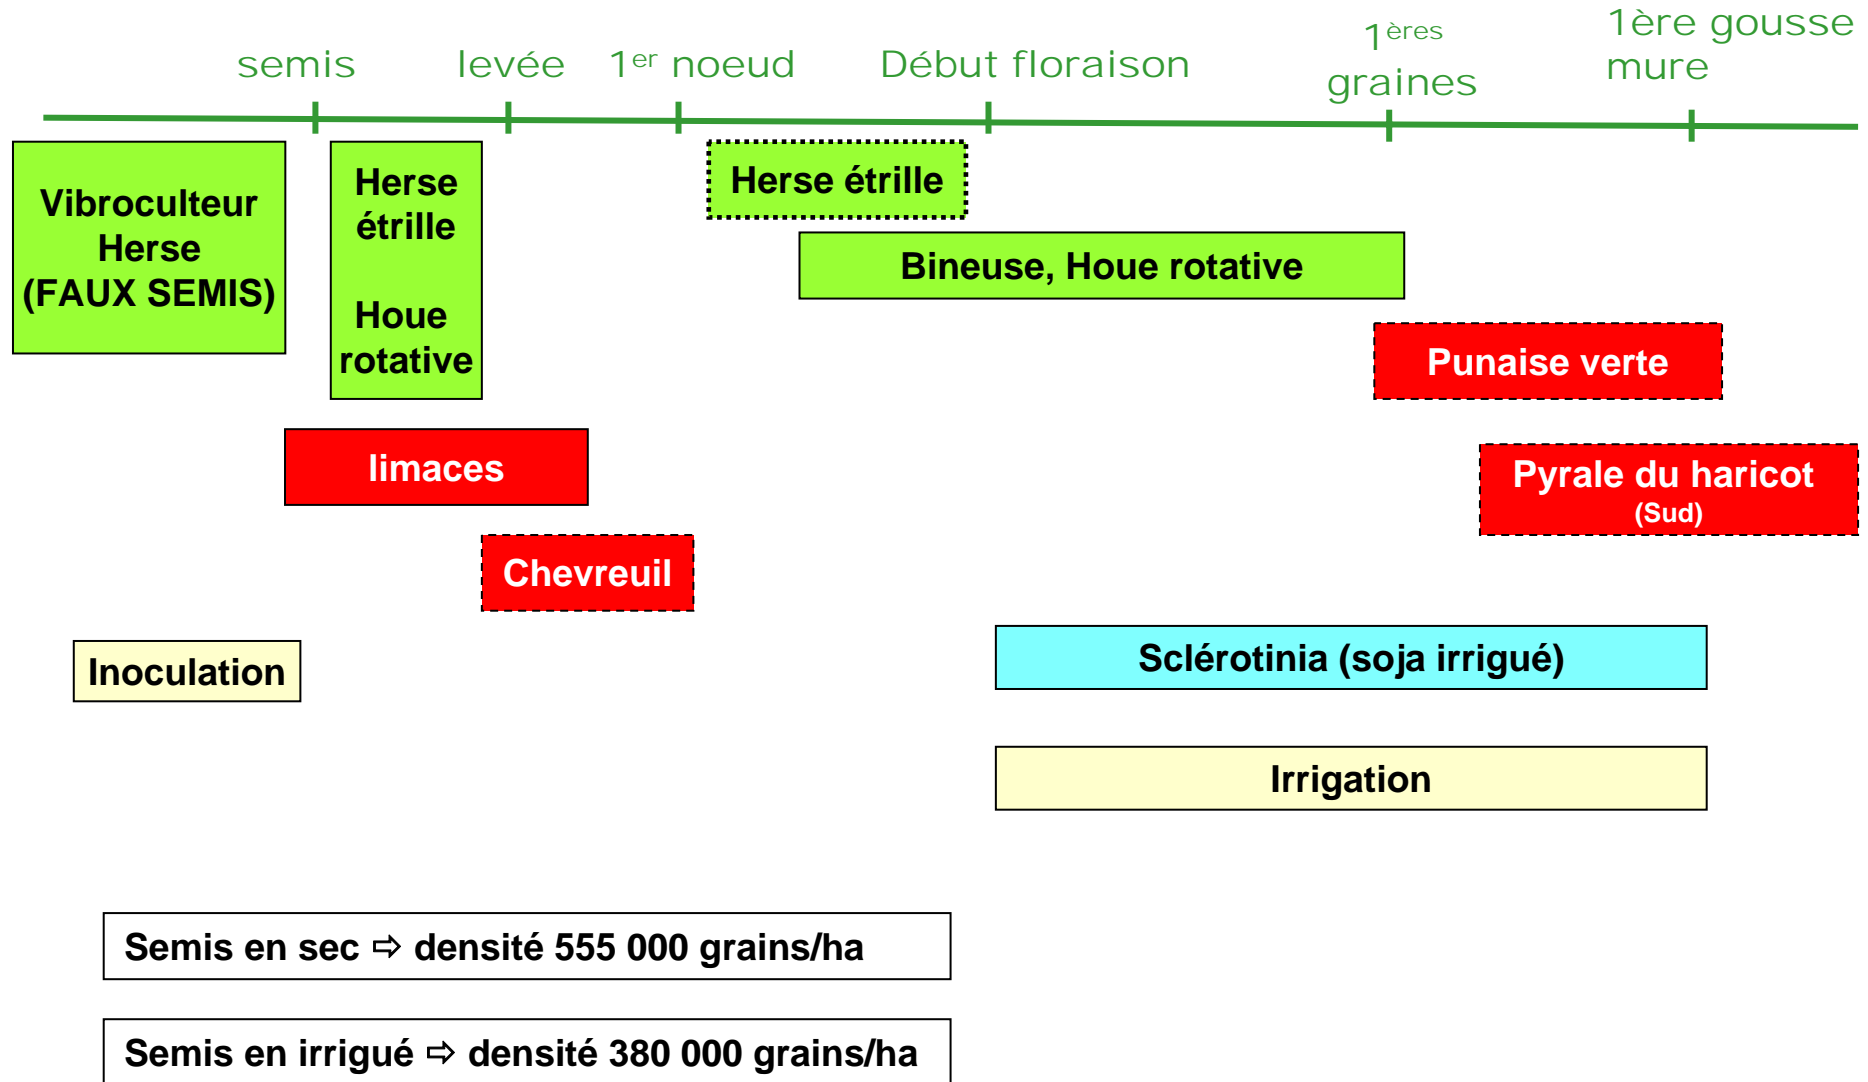 semis
levée
1er noeud
Début floraison
1ères
graines
1ère gousse
mure
Vibroculteur
Herse
(FAUX SEMIS)
Herse
étrille
Houe
rotative
Herse étrille
Bineuse, Houe rotative
Punaise verte
limaces
Pyrale du haricot
(Sud)
Chevreuil
Inoculation
Sclérotinia (soja irrigué)
Irrigation
Semis en sec ⇨ densité 555 000 grains/ha
Semis en irrigué ⇨ densité 380 000 grains/ha